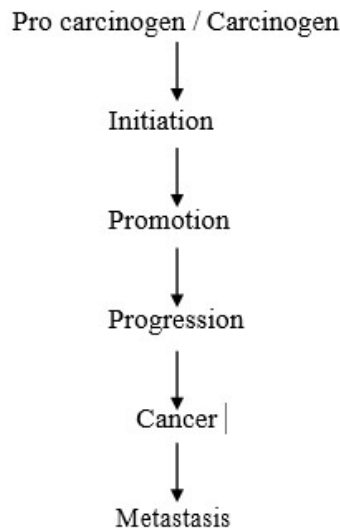 Pro carcinogen / Carcinogen
Initiation
Promotion
Progression
Cancer
Metastasis